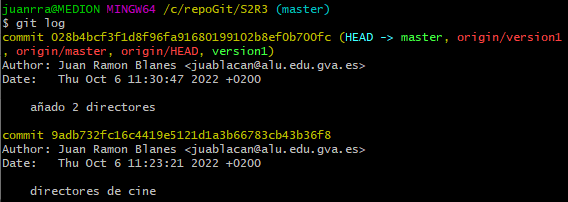 juanrra@MEDION MINGW64 /c/repoGit/S2R3 (master)
$ git log
commit 028b4bcf3f1d8f96fa91680199102b8ef0b700fc (HEAD -> master, origin/version1
, origin/master, origin/HEAD, version1)
Author: Juan Ramon Blanes <juablacan@alu.edu.gva.es>
Date:   Thu Oct 6 11:30:47 2022 +0200
añado 2 directores
commit 9adb732fc16c4419e5121d1a3b66783cb43b36f8
Author: Juan Ramon Blanes <juablacan@alu.edu.gva.es>
Date:   Thu Oct 6 11:23:21 2022 +0200
directores de cine